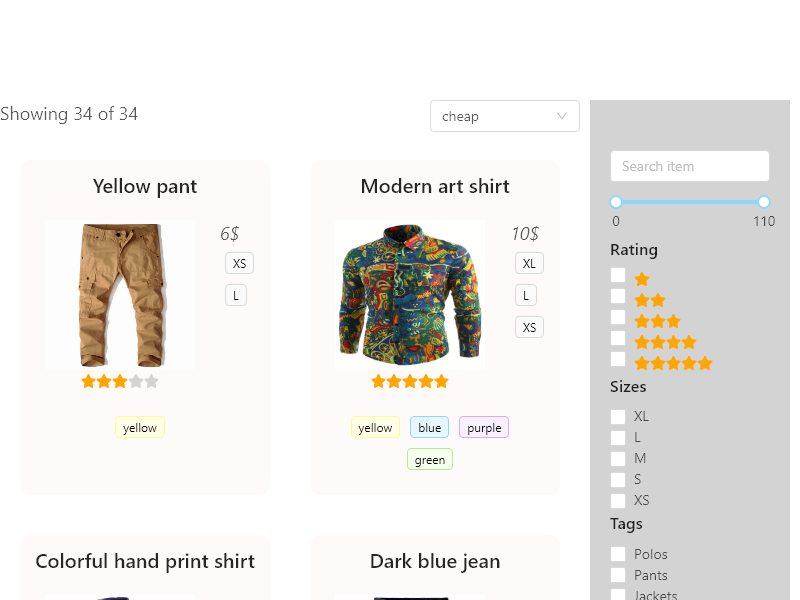 Showing 34 of 34
cheap
Yellow pant
6$
XS
L
yellow
Modern art shirt
10$
XL
L
XS
yellow
blue
purple
green
Colorful hand print shirt
Dark blue jean
Search item
0
110
Rating
Sizes
XL
L
M
S
XS
Tags
Polos
Pants
Jackets